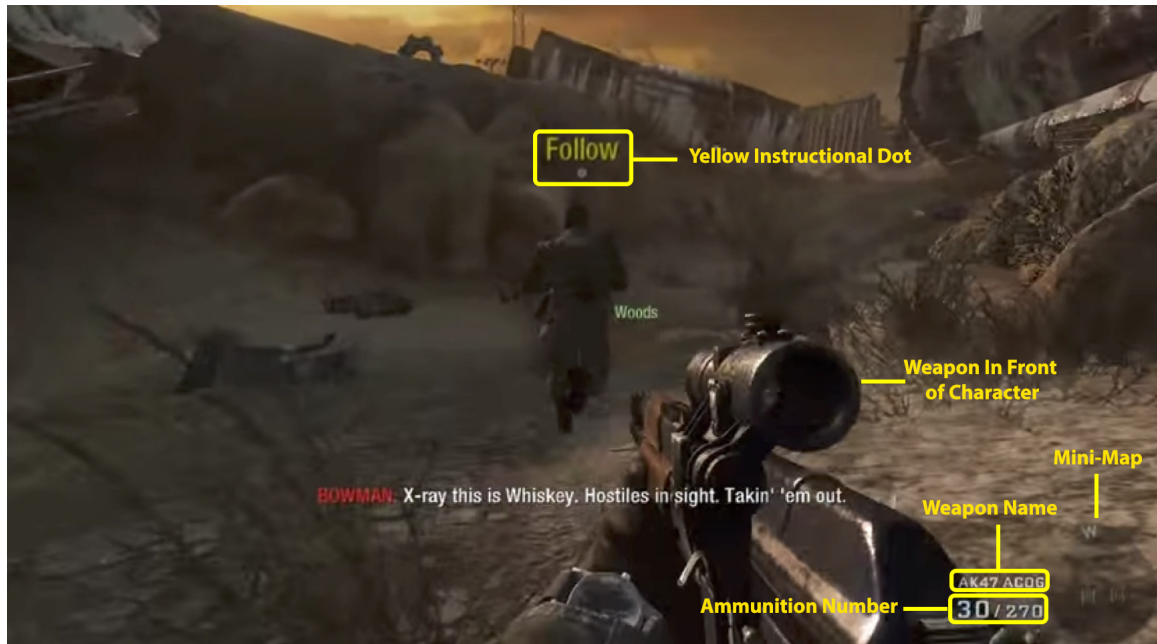 Follow
Yellow Instructional Dot
Woods
Weapon In Front
of Character
Mini-Map
BOWMAN: X-ray this is Whiskey. Hostiles in sight. Takin' 'em out.
Weapon Name
W
AK47 ACOG
Ammunition Number
30/270